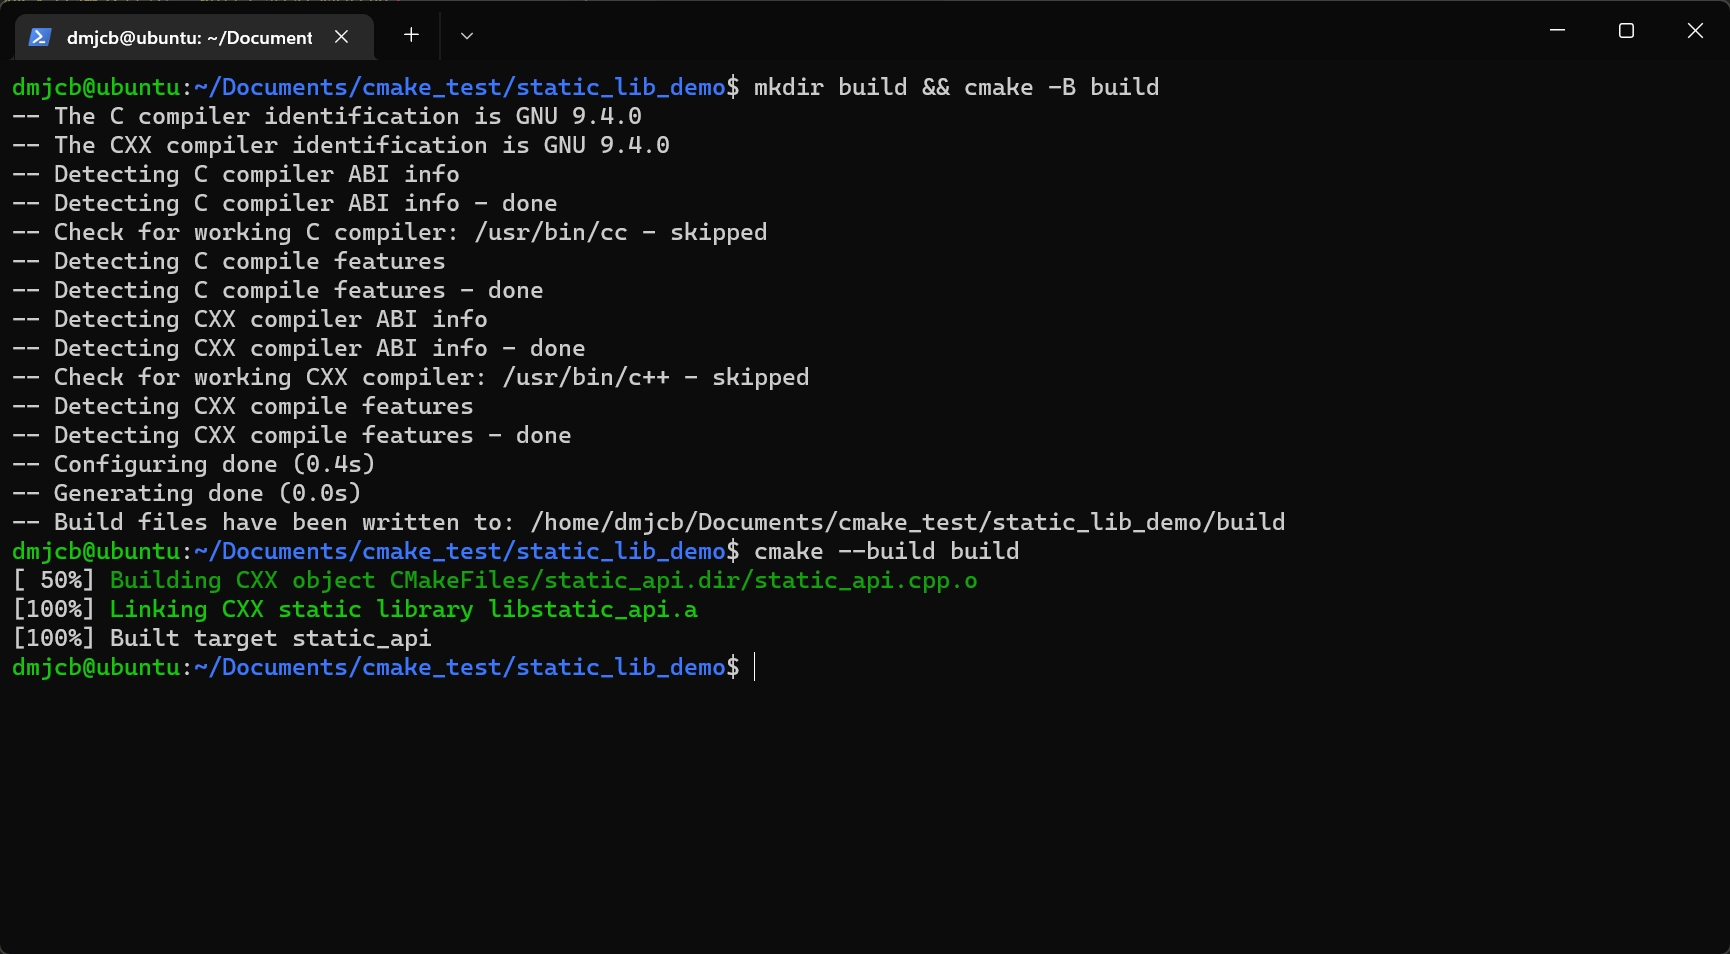 dmjcb@ubuntu: ~/Document
dmjcb@ubuntu:~/Documents/cmake_test/static_lib_demo$ mkdir build && cmake -B build
-- The C compiler identification is GNU 9.4.0
-- The CXX compiler identification is GNU 9.4.0
-- Detecting C compiler ABI info
-- Detecting C compiler ABI info - done
-- Check for working C compiler: /usr/bin/cc - skipped
-- Detecting C compile features
-- Detecting C compile features - done
-- Detecting CXX compiler ABI info
-- Detecting CXX compiler ABI info - done
-- Check for working CXX compiler: /usr/bin/c++ - skipped
-- Detecting CXX compile features
-- Detecting CXX compile features - done
-- Configuring done (0.4s)
-- Generating done (0.0s)
-- Build files have been written to: /home/dmjcb/Documents/cmake_test/static_lib_demo/build
dmjcb@ubuntu:~/Documents/cmake_test/static_lib_demo$ cmake --build build
[ 50%] Building CXX object CMakeFiles/static_api.dir/static_api.cpp.o
[100%] Linking CXX static library libstatic_api.a
[100%] Built target static_api
dmjcb@ubuntu:~/Documents/cmake_test/static_lib_demo$